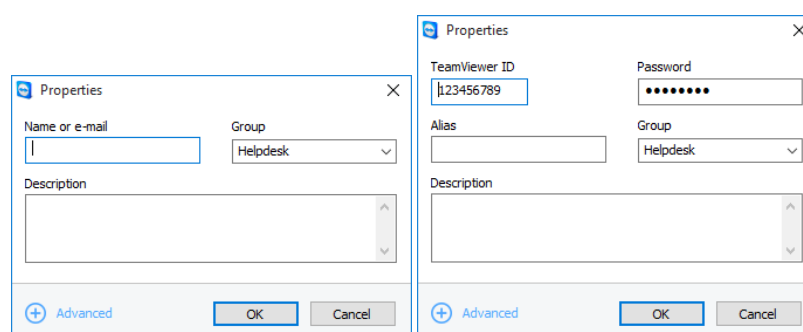 Properties
Name or e-mail Group
Helpdesk
Description
Advanced OK Cancel
Properties
TeamViewer ID Password
123456789 ••••••••
Alias Group
Helpdesk
Description
Advanced OK Cancel